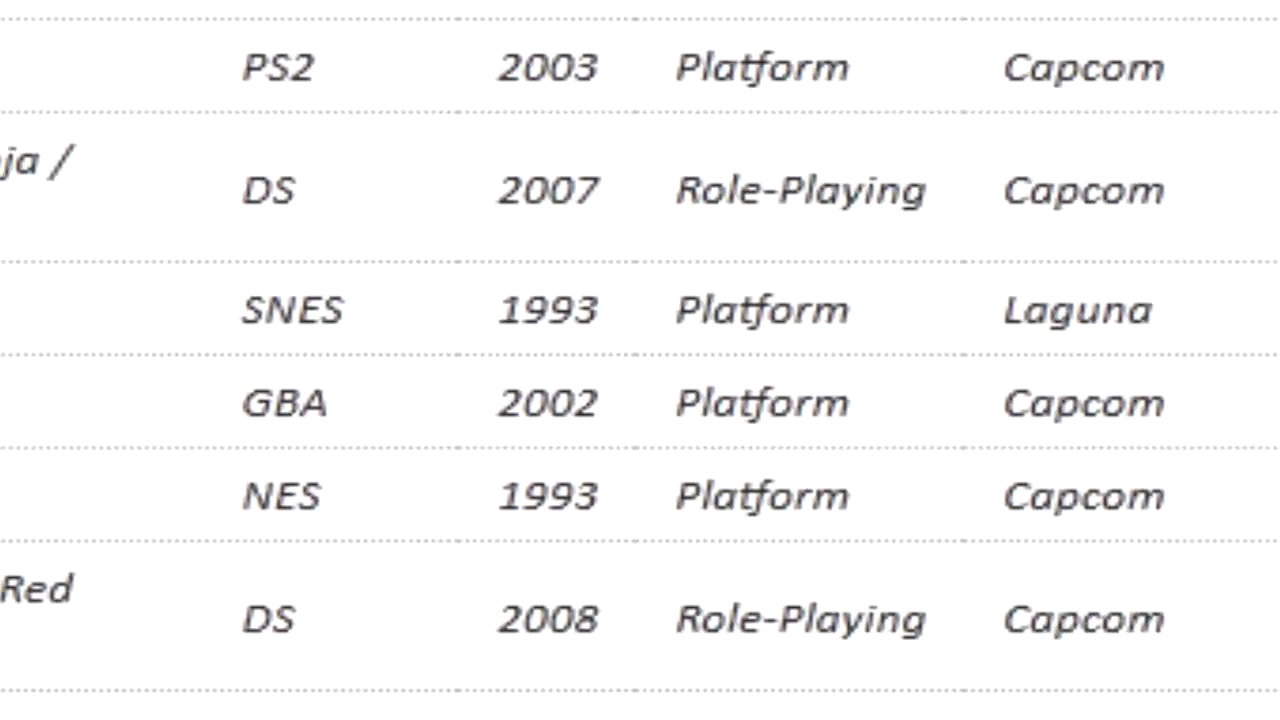 PS2 2003 Platform Capcom
ja /
DS 2007 Role-Playing Capcom
SNES 1993 Platform Laguna
GBA 2002 Platform Capcom
NES 1993 Platform Capcom
Red
DS 2008 Role-Playing Capcom